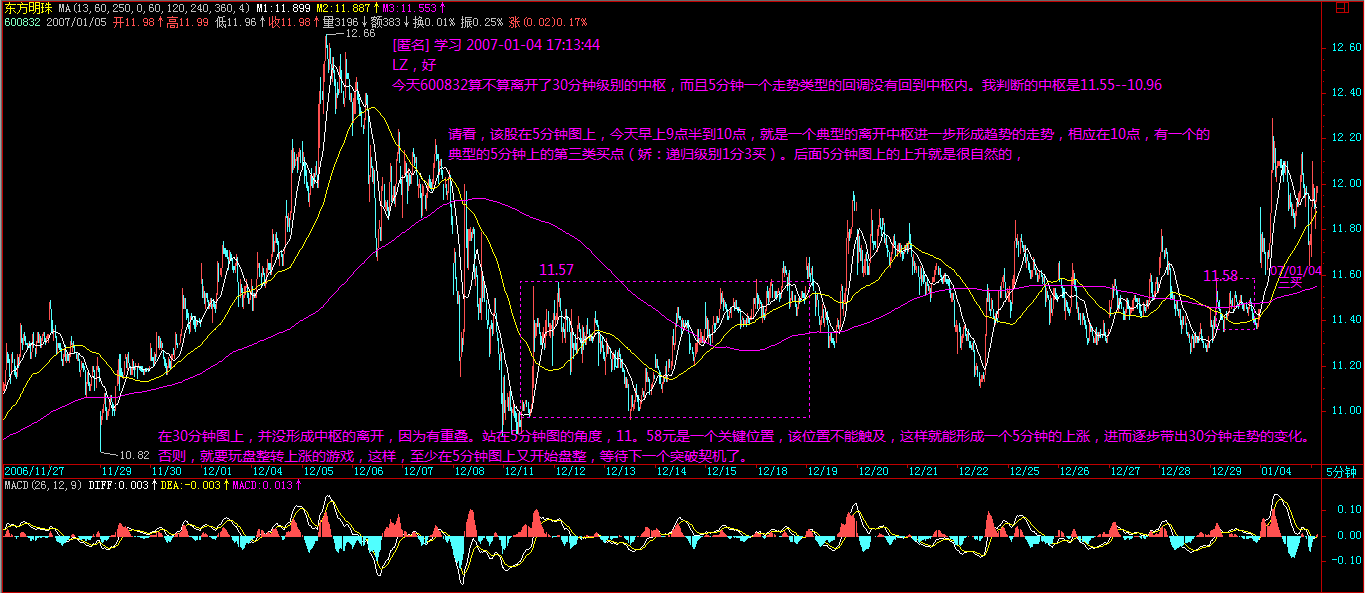 东方明珠 MA(13,60,250,0,60,120,240,360,4) M1:11.899 M2:11.887↑M3:11.553↑
日
600832 2007/01/05 开11.98↑高11.99 低11.96↑收11.98↑量3196↓额383↓换0.01% 振0.25% 涨(0.02)0.17%
12.66
[匿名] 学习 2007-01-04 17:13:44
LZ，好
今天600832算不算离开了30分钟级别的中枢，而且5分钟一个走势类型的回调没有回到中枢内。我判断的中枢是11.55--10.96
请看，该股在5分钟图上，今天早上9点半到10点，就是一个典型的离开中枢进一步形成趋势的走势，相应在10点，有一个的
典型的5分钟上的第三类买点（娇：递归级别1分3买）。后面5分钟图上的上升就是很自然的，
12.60
12.40
12.20
12.00
11.80
11.60
11.40
11.20
11.00
11.57
11.58
07/01/04
三买
在30分钟图上，并没形成中枢的离开，因为有重叠。站在5分钟图的角度，11。58元是一个关键位置，该位置不能触及，这样就能形成一个5分钟的上涨，进而逐步带出30分钟走势的变化。
10.82
否则，就要玩盘整转上涨的游戏，这样，至少在5分钟图上又开始盘整，等待下一个突破契机了。
2006/11/27 11/29 11/30 12/01 12/04 12/05 12/06 12/07 12/08 12/11 12/12 12/13 12/14 12/15 12/18 12/19 12/20 12/21 12/22 12/25 12/26 12/27 12/28 12/29 01/04 5分钟
MACD(26,12,9) DIFF:0.003↑DEA:-0.003↑MACD:0.013↑
0.10
0.00
-0.10